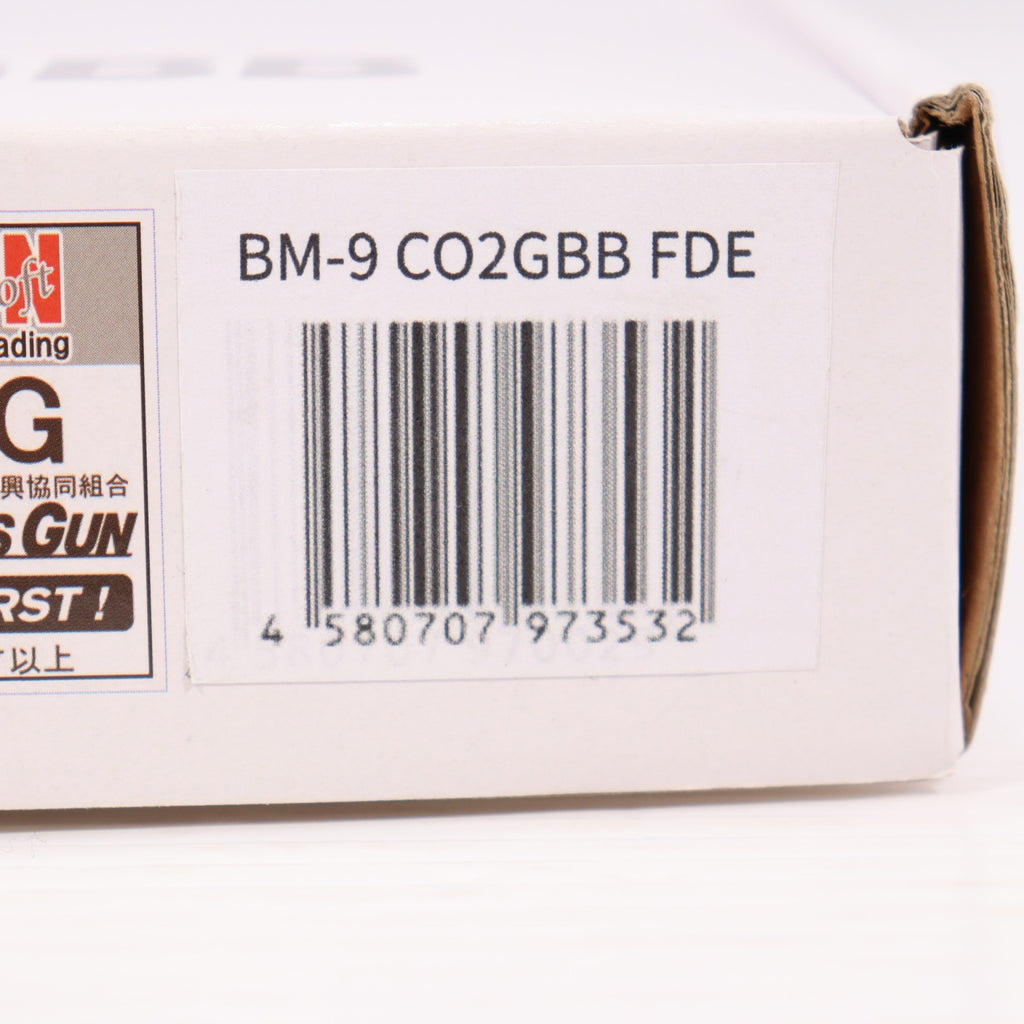 BM-9 CO2GBB FDE
4 580707 973532
N
oft
ading
G
興協同組合
S GUN
RST !
以上